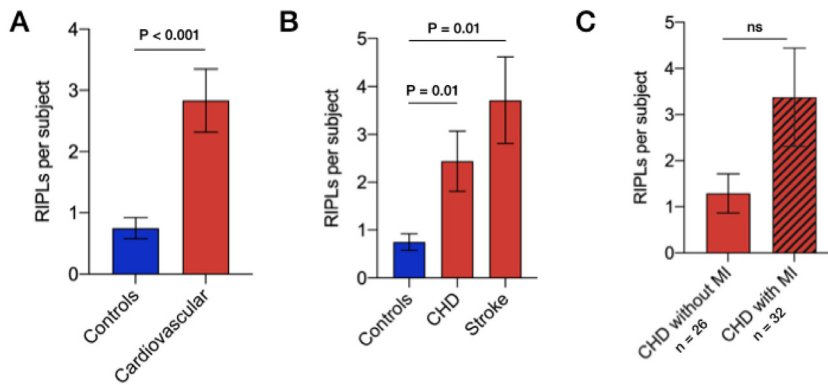 A
P < 0.001
4
3
2
1
0
RIPLs per subject
Controls
Cardiovascular
B
P = 0.01
P = 0.01
5
4
3
2
1
0
RIPLs per subject
Controls
CHD
Stroke
C
ns
5
4
3
2
1
0
RIPLs per subject
CHD without MI
n = 26
CHD with MI
n = 32